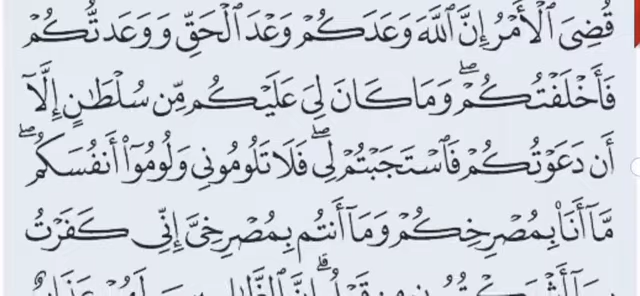 قُضِيَ ٱلْأَمْرُ إِنَّ ٱللَّهَ وَعَدَكُمْ وَعْدَ ٱلْحَقِّ وَوَعَدتُّكُمْ
فَأَخْلَفْتُكُمْۖ وَمَا كَانَ لِىَ عَلَيْكُم مِّن سُلْطَٰنٍ إِلَّآ
أَن دَعَوْتُكُمْ فَٱسْتَجَبْتُمْ لِىۖ فَلَا تَلُومُونِى وَلُومُوٓا۟ أَنفُسَكُمۖ
مَّآ أَنَا۠ بِمُصْرِخِكُمْ وَمَآ أَنتُم بِمُصْرِخِىَّ إِنِّى كَفَرْتُ